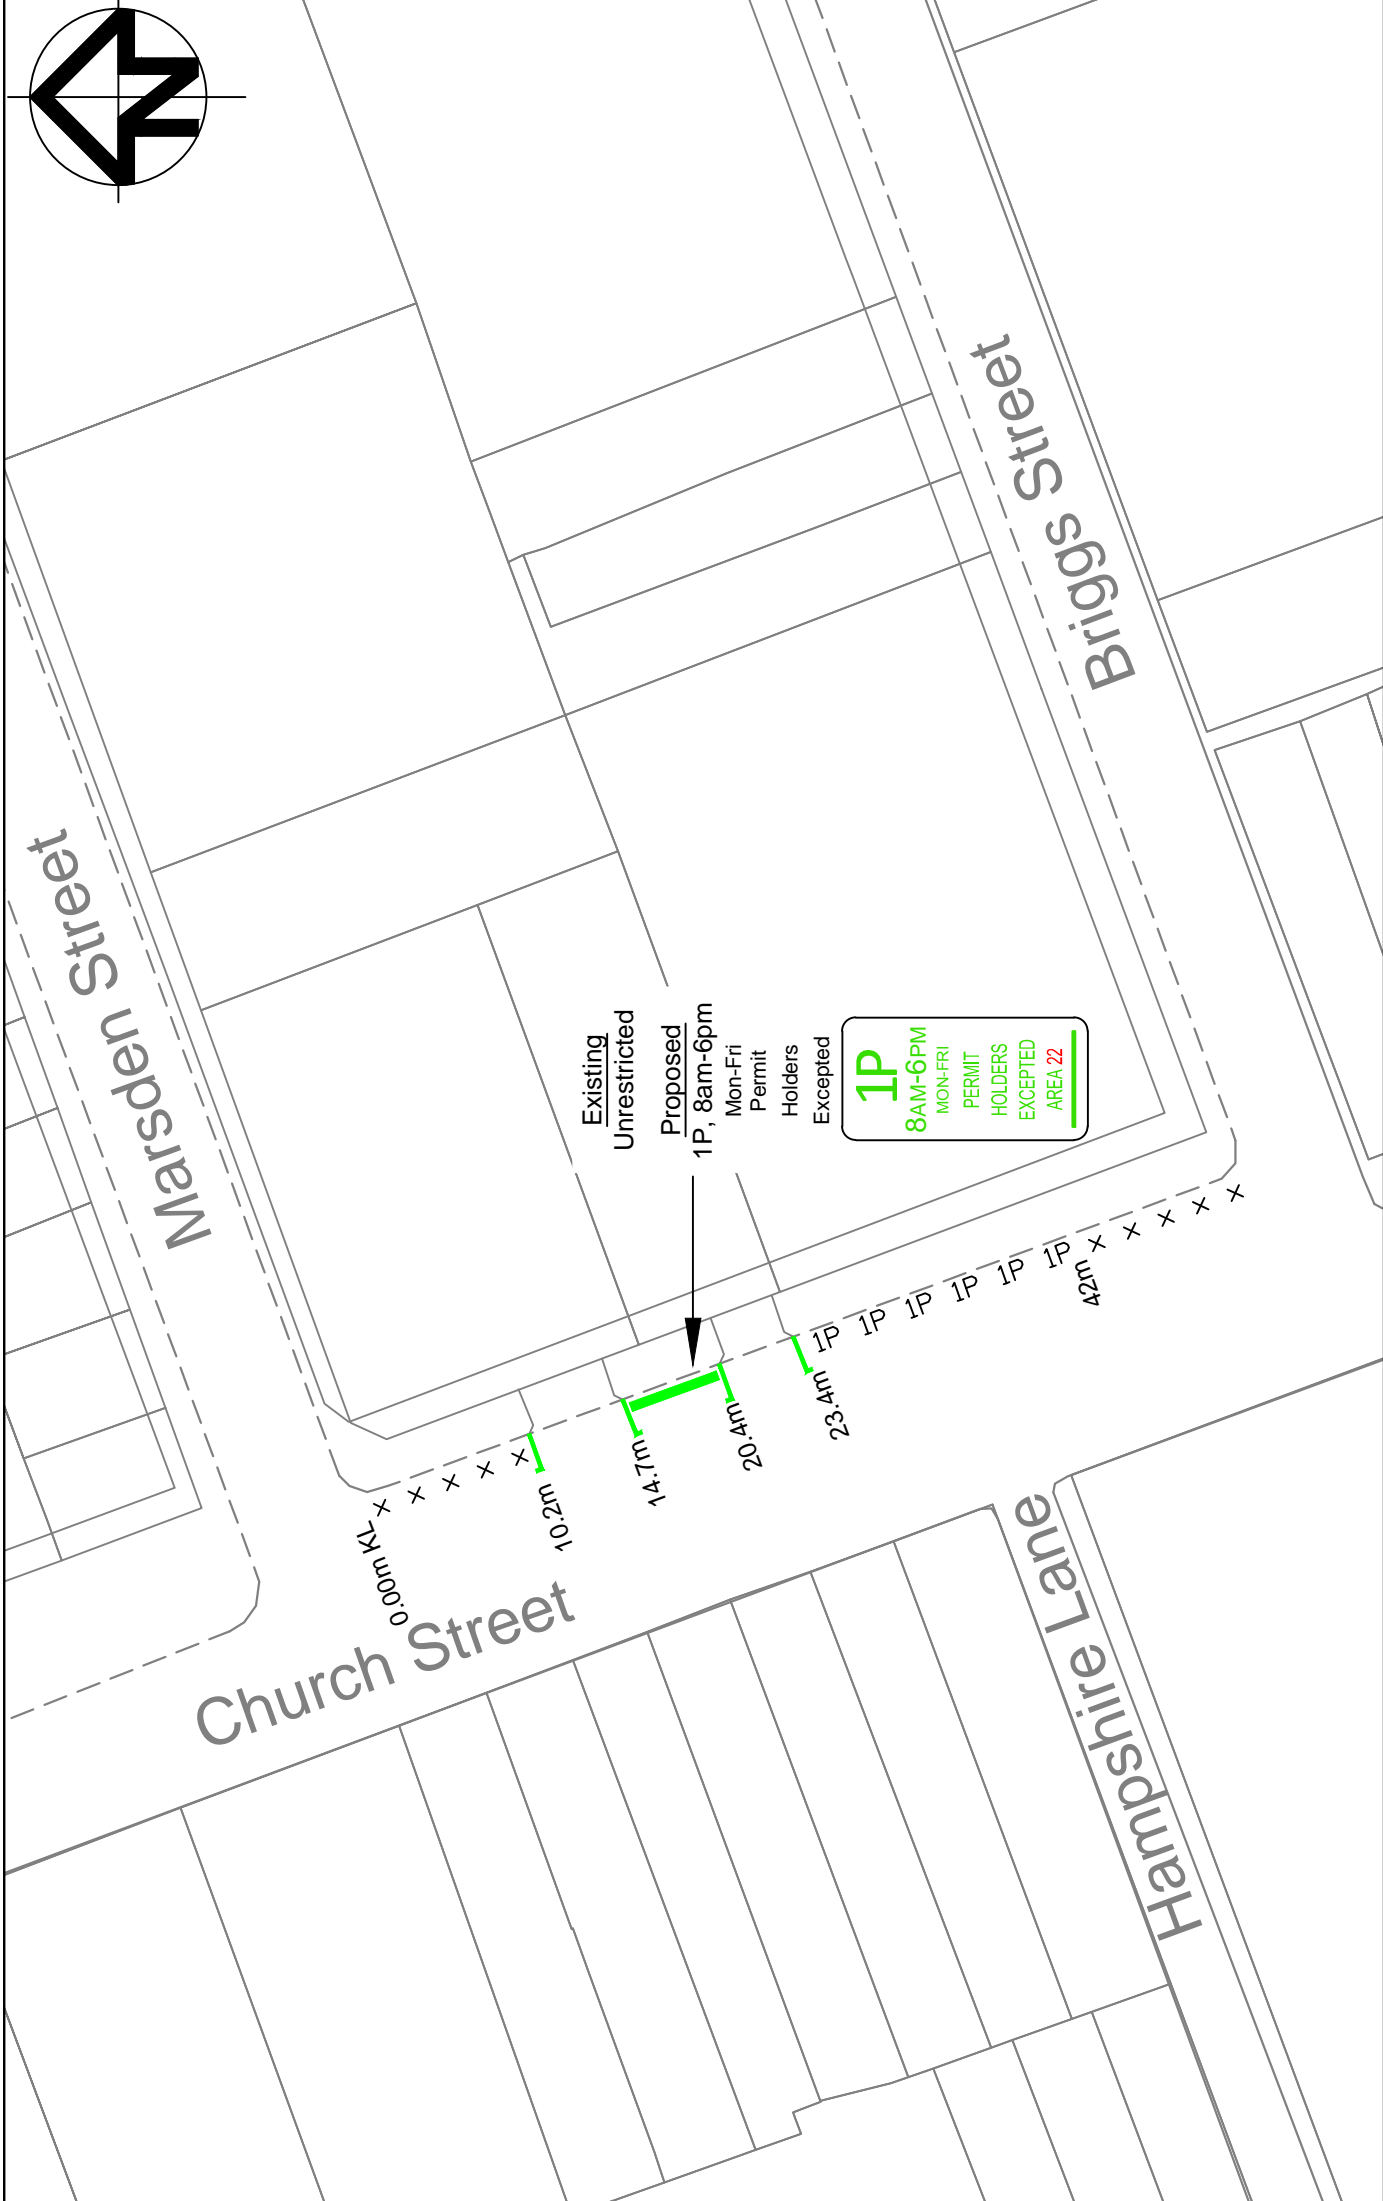 N
Marsden Street
Existing
Unrestricted
Proposed
1P, 8am-6pm
Mon-Fri
Permit
Holders
Excepted
1P
8AM-6PM
MON-FRI
PERMIT
HOLDERS
EXCEPTED
AREA 22
Briggs Street
0.00m KL
X X X X X
10.2m
14.7m
20.4m
23.4m
1P 1P 1P 1P 1P 1P
42m
X X X X X
Church Street
Hampshire Lane